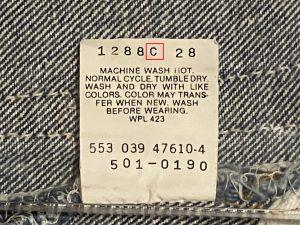 1288C 28
MACHINE WASH HOT.
NORMAL CYCLE. TUMBLE DRY.
WASH AND DRY WITH LIKE
COLORS. COLOR MAY TRANS-
FER WHEN NEW. WASH
BEFORE WEARING.
WPL 423
553 039 47610-4
501-0190